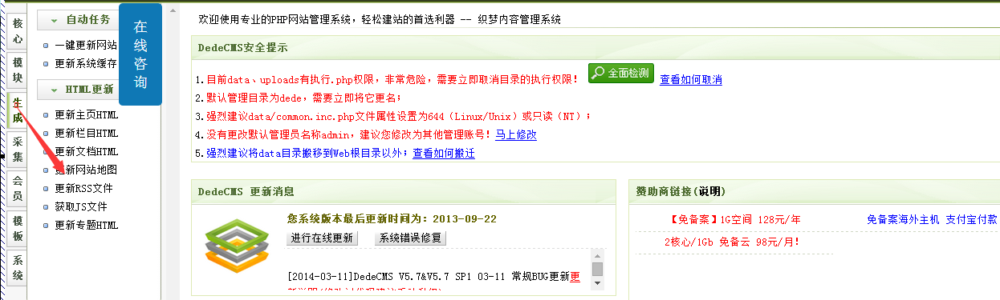 核心
模块
生成
采集
会员
模板
系统
自动任务
一键更新网站
更新系统缓存
HTML更新
更新主页HTML
更新栏目HTML
更新文档HTML
更新网站地图
更新RSS文件
获取JS文件
更新专题HTML
在线咨询
欢迎使用专业的PHP网站管理系统，轻松建站的首选利器 -- 织梦内容管理系统
DedeCMS安全提示
1.目前data、uploads有执行.php权限，非常危险，需要立即取消目录的执行权限！ 全面检测 查看如何取消
2.默认管理目录为dede，需要立即将它更名；
3.强烈建议data/common.inc.php文件属性设置为644（Linux/Unix）或只读（NT）；
4.没有更改默认管理员名称admin，建议您修改为其他管理账号！马上修改
5.强烈建议将data目录搬移到Web根目录以外；查看如何搬迁
DedeCMS 更新消息
您系统版本最后更新时间为：2013-09-22
进行在线更新 系统错误修复
[2014-03-11]DedeCMS V5.7&V5.7 SP1 03-11 常规BUG更新更
赞助商链接(说明)
【免备案】1G空间 128元/年 免备案海外主机 支付宝付款
2核心/1Gb 免备云 98元/月！